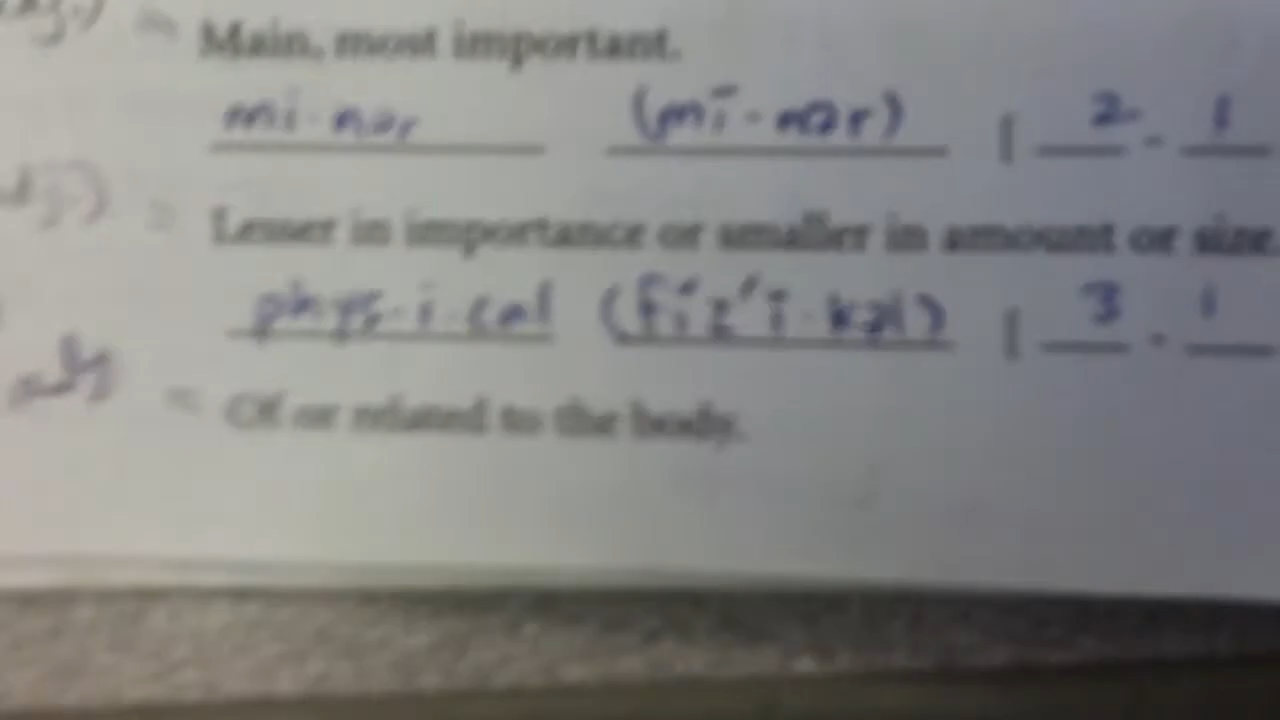 Main, most important.
mi·nor (mī-nər) [ 2 - 1
Lesser in importance or smaller in amount or size.
phys·i·cal (fiz′i·kəl) [ 3 - 1
adj = Of or related to the body.